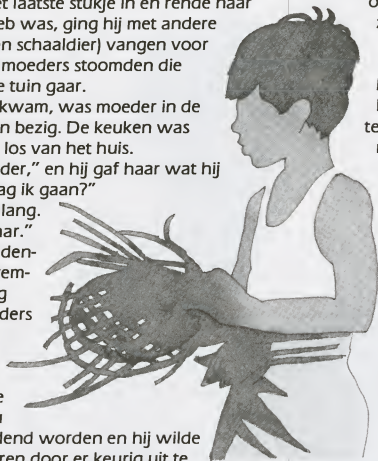 t laatste stukje in en rende naar
eb was, ging hij met andere
n schaaldier) vangen voor
moeders stoomden die
e tuin gaar.
kwam, was moeder in de
n bezig. De keuken was
los van het huis.
der," en hij gaf haar wat hij
ag ik gaan?"
lang.
ar."
den-
em-
g
ders
e
dend worden en hij wilde
ren door er keurig uit te
o
z
te